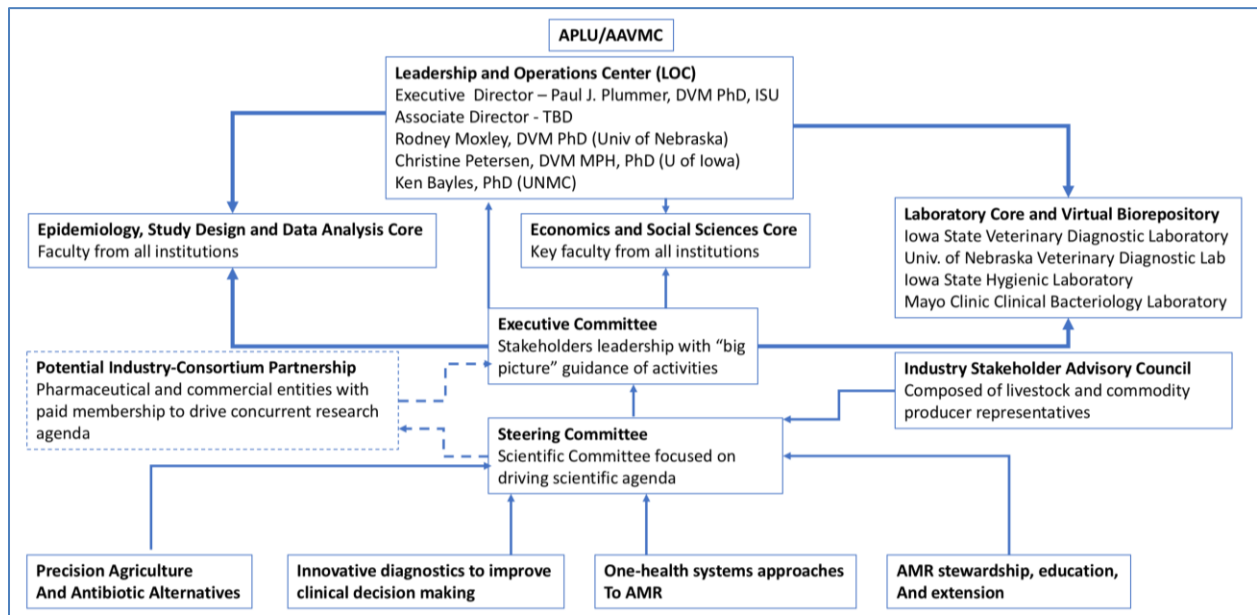 APLU/AAVMC
Leadership and Operations Center (LOC)
Executive Director – Paul J. Plummer, DVM PhD, ISU
Associate Director - TBD
Rodney Moxley, DVM PhD (Univ of Nebraska)
Christine Petersen, DVM MPH, PhD (U of Iowa)
Ken Bayles, PhD (UNMC)
Epidemiology, Study Design and Data Analysis Core
Faculty from all institutions
Economics and Social Sciences Core
Key faculty from all institutions
Laboratory Core and Virtual Biorepository
Iowa State Veterinary Diagnostic Laboratory
Univ. of Nebraska Veterinary Diagnostic Lab
Iowa State Hygienic Laboratory
Mayo Clinic Clinical Bacteriology Laboratory
Executive Committee
Stakeholders leadership with “big
picture” guidance of activities
Potential Industry-Consortium Partnership
Pharmaceutical and commercial entities with
paid membership to drive concurrent research
agenda
Industry Stakeholder Advisory Council
Composed of livestock and commodity
producer representatives
Steering Committee
Scientific Committee focused on
driving scientific agenda
Precision Agriculture
And Antibiotic Alternatives
Innovative diagnostics to improve
clinical decision making
One-health systems approaches
To AMR
AMR stewardship, education,
And extension